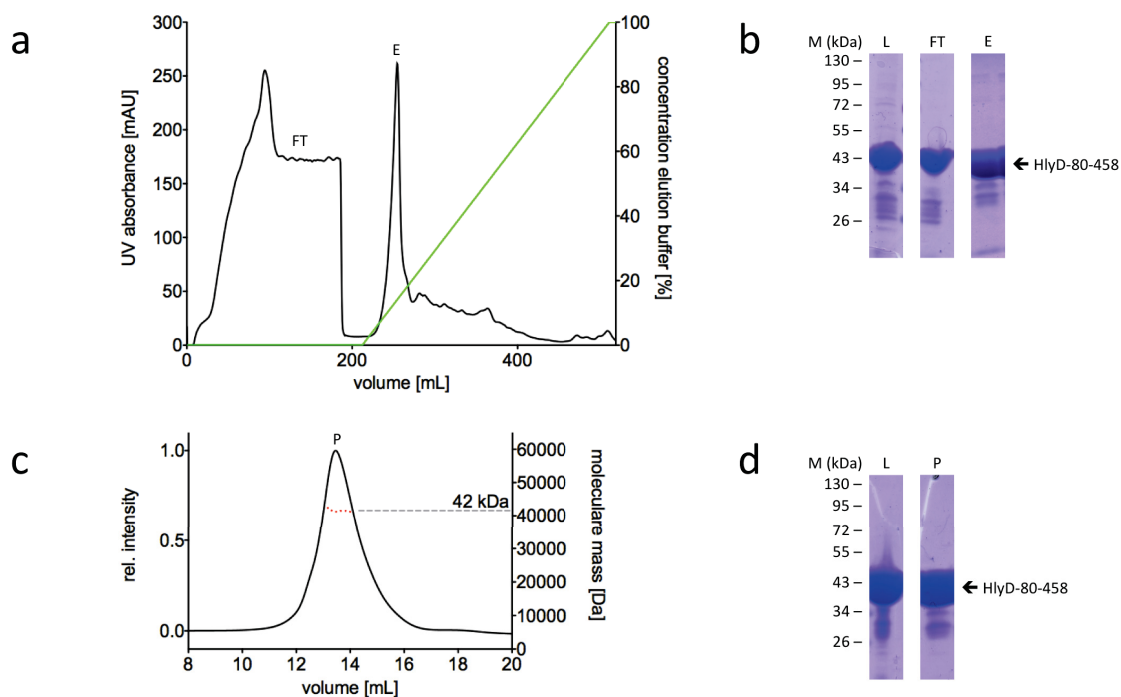 a
300
250
200
150
100
50
0
UV absorbance [mAU]
FT
E
100
80
60
40
20
0
concentration elution buffer [%]
0
200
400
volume [mL]
b
M (kDa)
L
FT
E
130
95
72
55
43
34
26
HlyD-80-458
c
1.0
0.5
0.0
rel. intensity
P
42 kDa
60000
50000
40000
30000
20000
10000
0
moleculare mass [Da]
8
10
12
14
16
18
20
volume [mL]
d
M (kDa)
L
P
130
95
72
55
43
34
26
HlyD-80-458